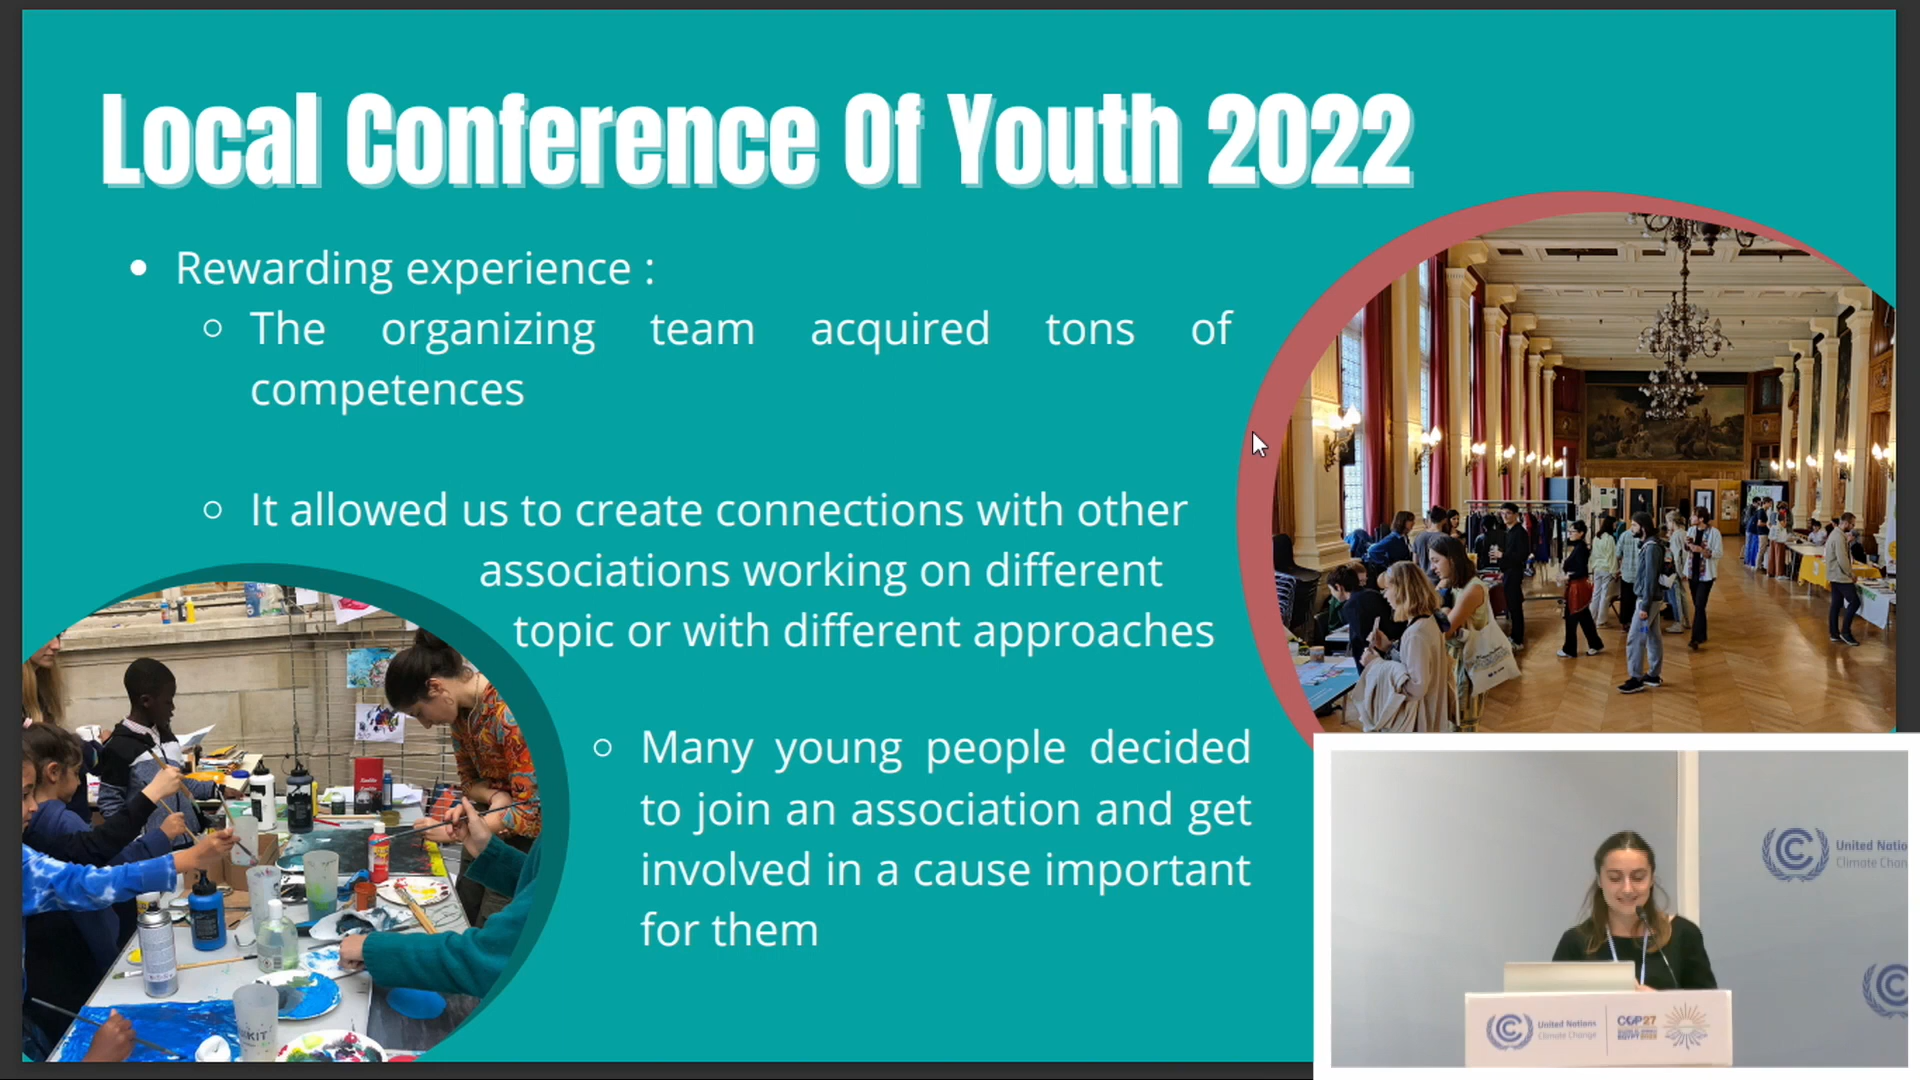 Local Conference Of Youth 2022
Rewarding experience :
The organizing team acquired tons of
competences
It allowed us to create connections with other
associations working on different
topic or with different approaches
Many young people decided
to join an association and get
involved in a cause important
for them
United Natio
Climate Chan
United Nations
Climate Change
COP27
EGYPT